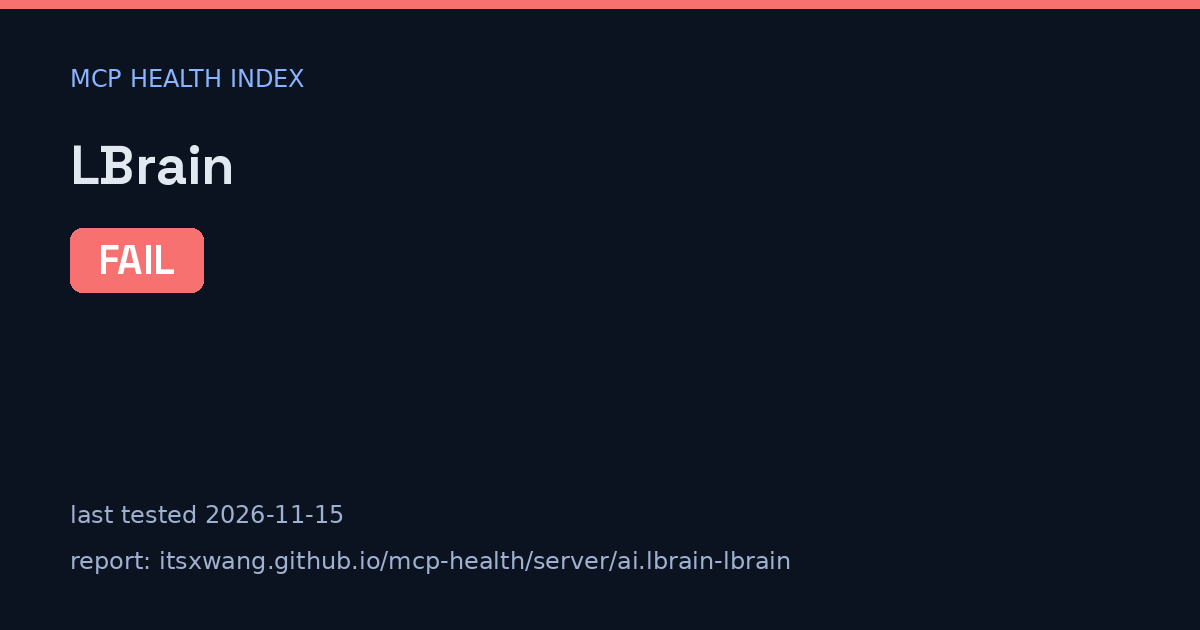 MCP HEALTH INDEX
LBrain
FAIL
last tested 2026-11-15
report: itsxwang.github.io/mcp-health/server/ai.lbrain-lbrain